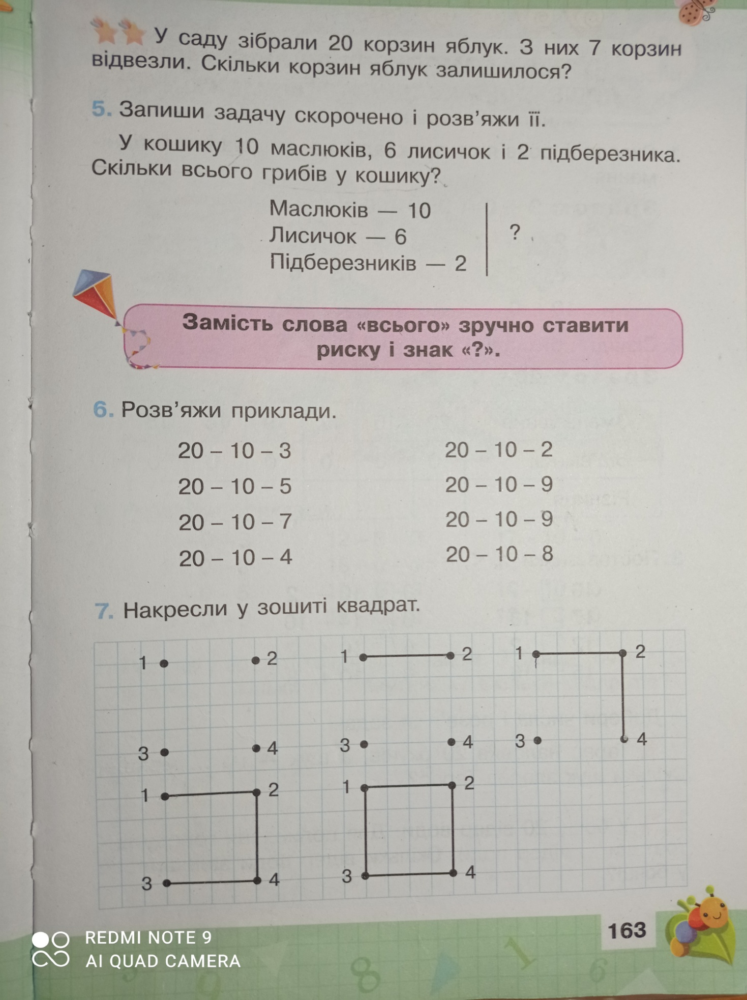 У саду зібрали 20 корзин яблук. З них 7 корзин
відвезли. Скільки корзин яблук залишилося?
5. Запиши задачу скорочено і розв’яжи її.
У кошику 10 маслюків, 6 лисичок і 2 підберезника.
Скільки всього грибів у кошику?
Маслюків — 10
Лисичок — 6
?
Підберезників — 2
Замість слова «всього» зручно ставити
риску і знак «?».
6. Розв’яжи приклади.
20 – 10 – 3
20 – 10 – 5
20 – 10 – 7
20 – 10 – 4
20 – 10 – 2
20 – 10 – 9
20 – 10 – 9
20 – 10 – 8
7. Накресли у зошиті квадрат.
1 2 1 2 1 2
3 4 3 4 3 4
1 2 1 2
3 4 3 4
163
REDMI NOTE 9
AI QUAD CAMERA
9 8 1 6